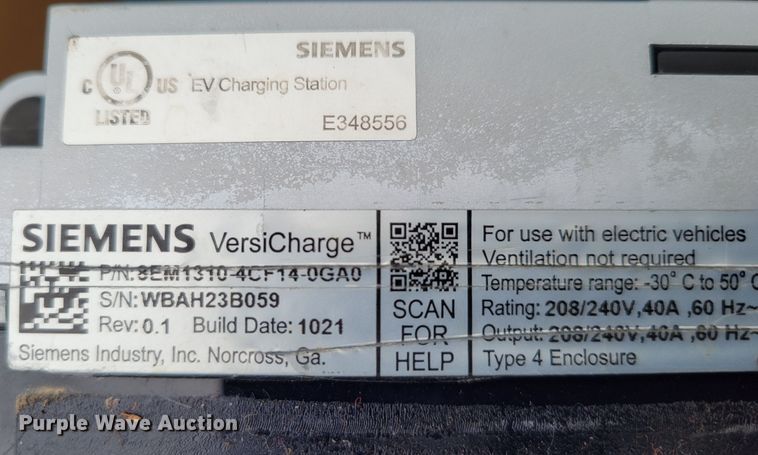 SIEMENS
C UL US EV Charging Station
LISTED
E348556
SIEMENS VersiCharge™
P/N: 8EM1310-4CF14-0GA0
S/N: WBAH23B059
Rev: 0.1 Build Date: 1021
Siemens Industry, Inc. Norcross, Ga.
SCAN
FOR
HELP
For use with electric vehicles
Ventilation not required
Temperature range: -30° C to 50° C
Rating: 208/240V,40A ,60 Hz~
Output: 208/240V,40A ,60 Hz~
Type 4 Enclosure
Purple Wave Auction